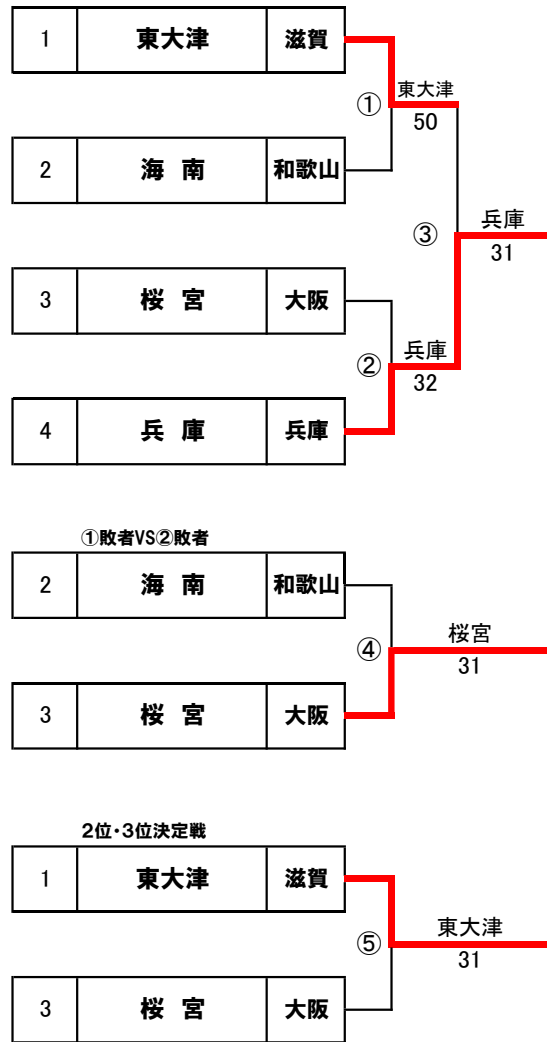 1 東大津 滋賀
① 東大津
50
2 海 南 和歌山
③ 兵庫
31
3 桜 宮 大阪
② 兵庫
32
4 兵 庫 兵庫
①敗者VS②敗者
2 海 南 和歌山
④ 桜宮
31
3 桜 宮 大阪
2位・3位決定戦
1 東大津 滋賀
⑤ 東大津
31
3 桜 宮 大阪